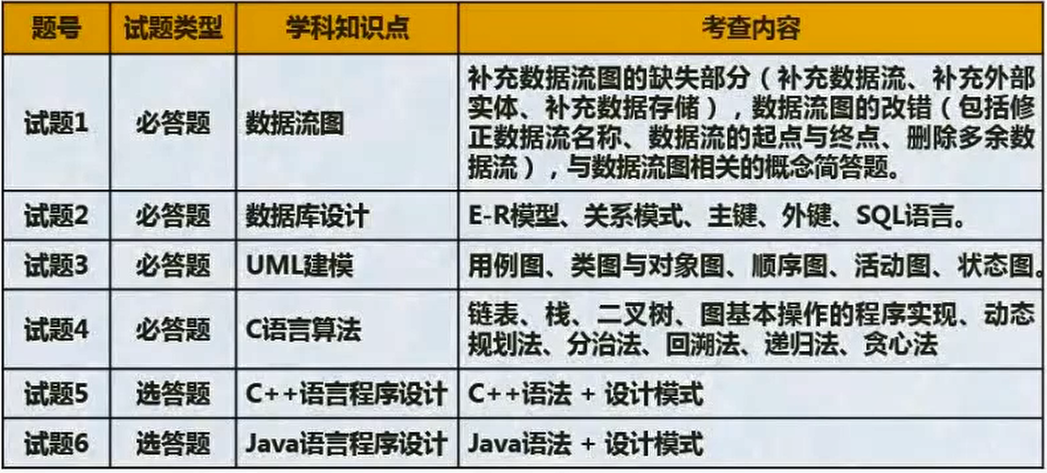 题号 试题类型 学科知识点 考查内容
试题1 必答题 数据流图 补充数据流图的缺失部分（补充数据流、补充外部
实体、补充数据存储），数据流图的改错（包括修
正数据流名称、数据流的起点与终点、删除多余数
据流），与数据流图相关的概念简答题。
试题2 必答题 数据库设计 E-R模型、关系模式、主键、外键、SQL语言。
试题3 必答题 UML建模 用例图、类图与对象图、顺序图、活动图、状态图。
试题4 必答题 C语言算法 链表、栈、二叉树、图基本操作的程序实现、动态
规划法、分治法、回溯法、递归法、贪心法
试题5 选答题 C++语言程序设计 C++语法 + 设计模式
试题6 选答题 Java语言程序设计 Java语法 + 设计模式